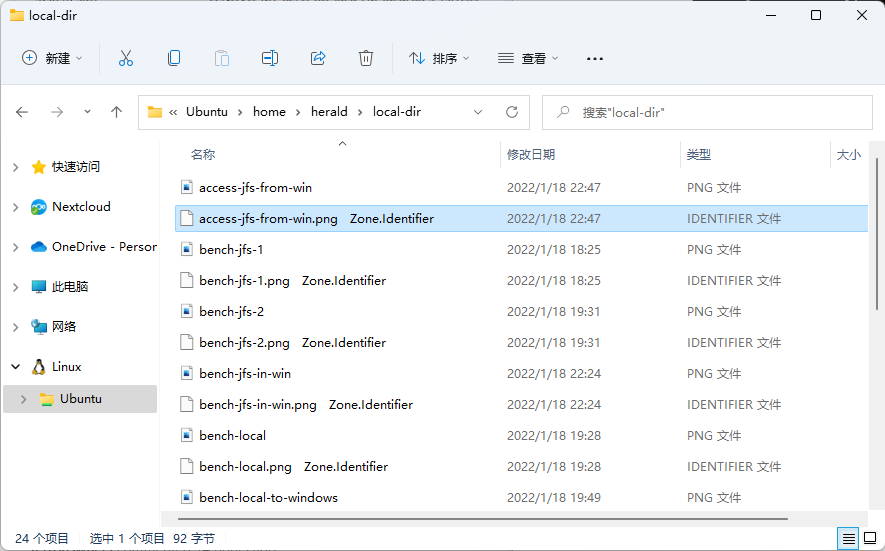 local-dir
新建 排序 查看
« Ubuntu > home > herald > local-dir 搜索"local-dir"
名称 修改日期 类型 大小
快速访问
Nextcloud
OneDrive - Person
此电脑
网络
Linux
Ubuntu
access-jfs-from-win 2022/1/18 22:47 PNG 文件
access-jfs-from-win.png Zone.Identifier 2022/1/18 22:47 IDENTIFIER 文件
bench-jfs-1 2022/1/18 18:25 PNG 文件
bench-jfs-1.png Zone.Identifier 2022/1/18 18:25 IDENTIFIER 文件
bench-jfs-2 2022/1/18 19:31 PNG 文件
bench-jfs-2.png Zone.Identifier 2022/1/18 19:31 IDENTIFIER 文件
bench-jfs-in-win 2022/1/18 22:24 PNG 文件
bench-jfs-in-win.png Zone.Identifier 2022/1/18 22:24 IDENTIFIER 文件
bench-local 2022/1/18 19:28 PNG 文件
bench-local.png Zone.Identifier 2022/1/18 19:28 IDENTIFIER 文件
bench-local-to-windows 2022/1/18 19:49 PNG 文件
24 个项目 选中 1 个项目 92 字节